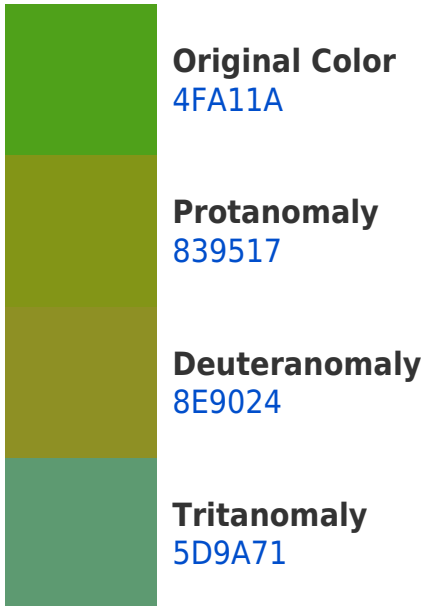 Original Color
4FA11A
Protanomaly
839517
Deuteranomaly
8E9024
Tritanomaly
5D9A71